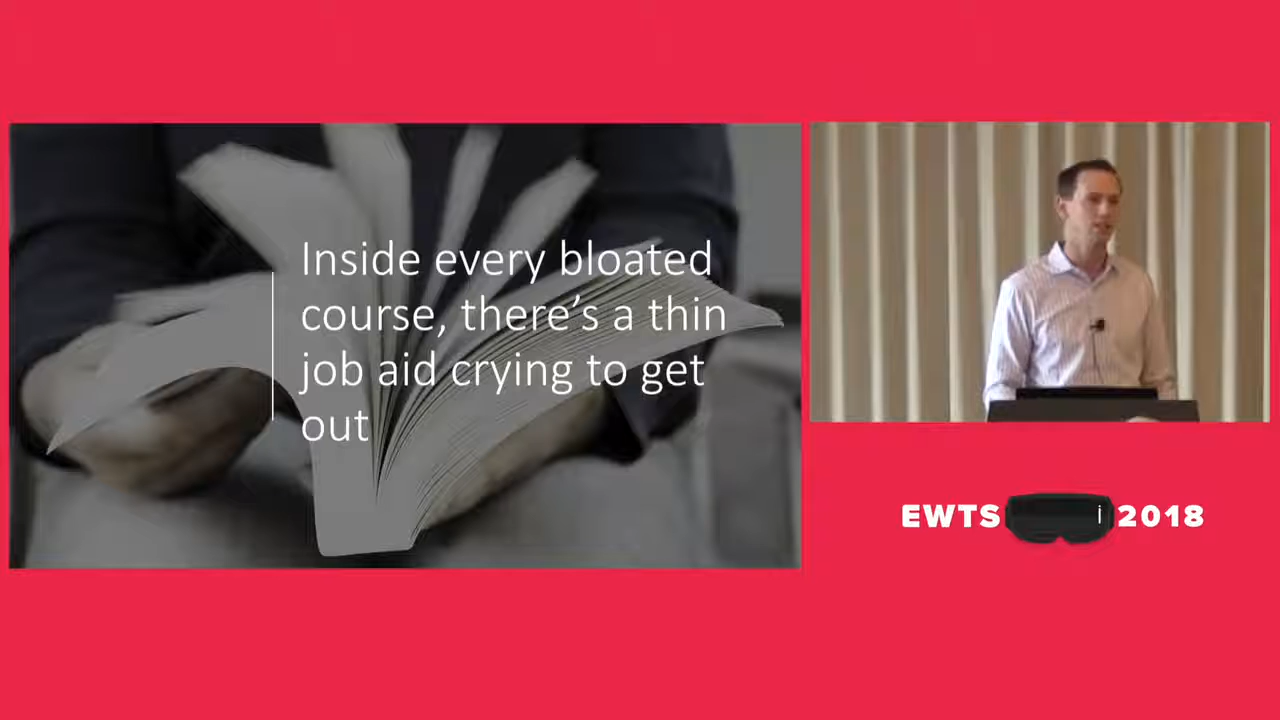 Inside every bloated
course, there's a thin
job aid crying to get
out
EWTS i 2018